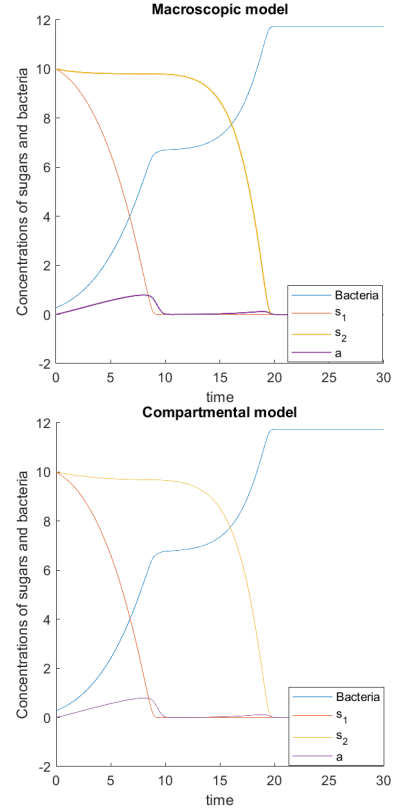 Macroscopic model
12
10
8
6
4
2
0
-2
Concentrations of sugars and bacteria
0 5 10 15 20 25 30
time
Bacteria
s1
s2
a
Compartmental model
12
10
8
6
4
2
0
-2
Concentrations of sugars and bacteria
0 5 10 15 20 25 30
time
Bacteria
s1
s2
a